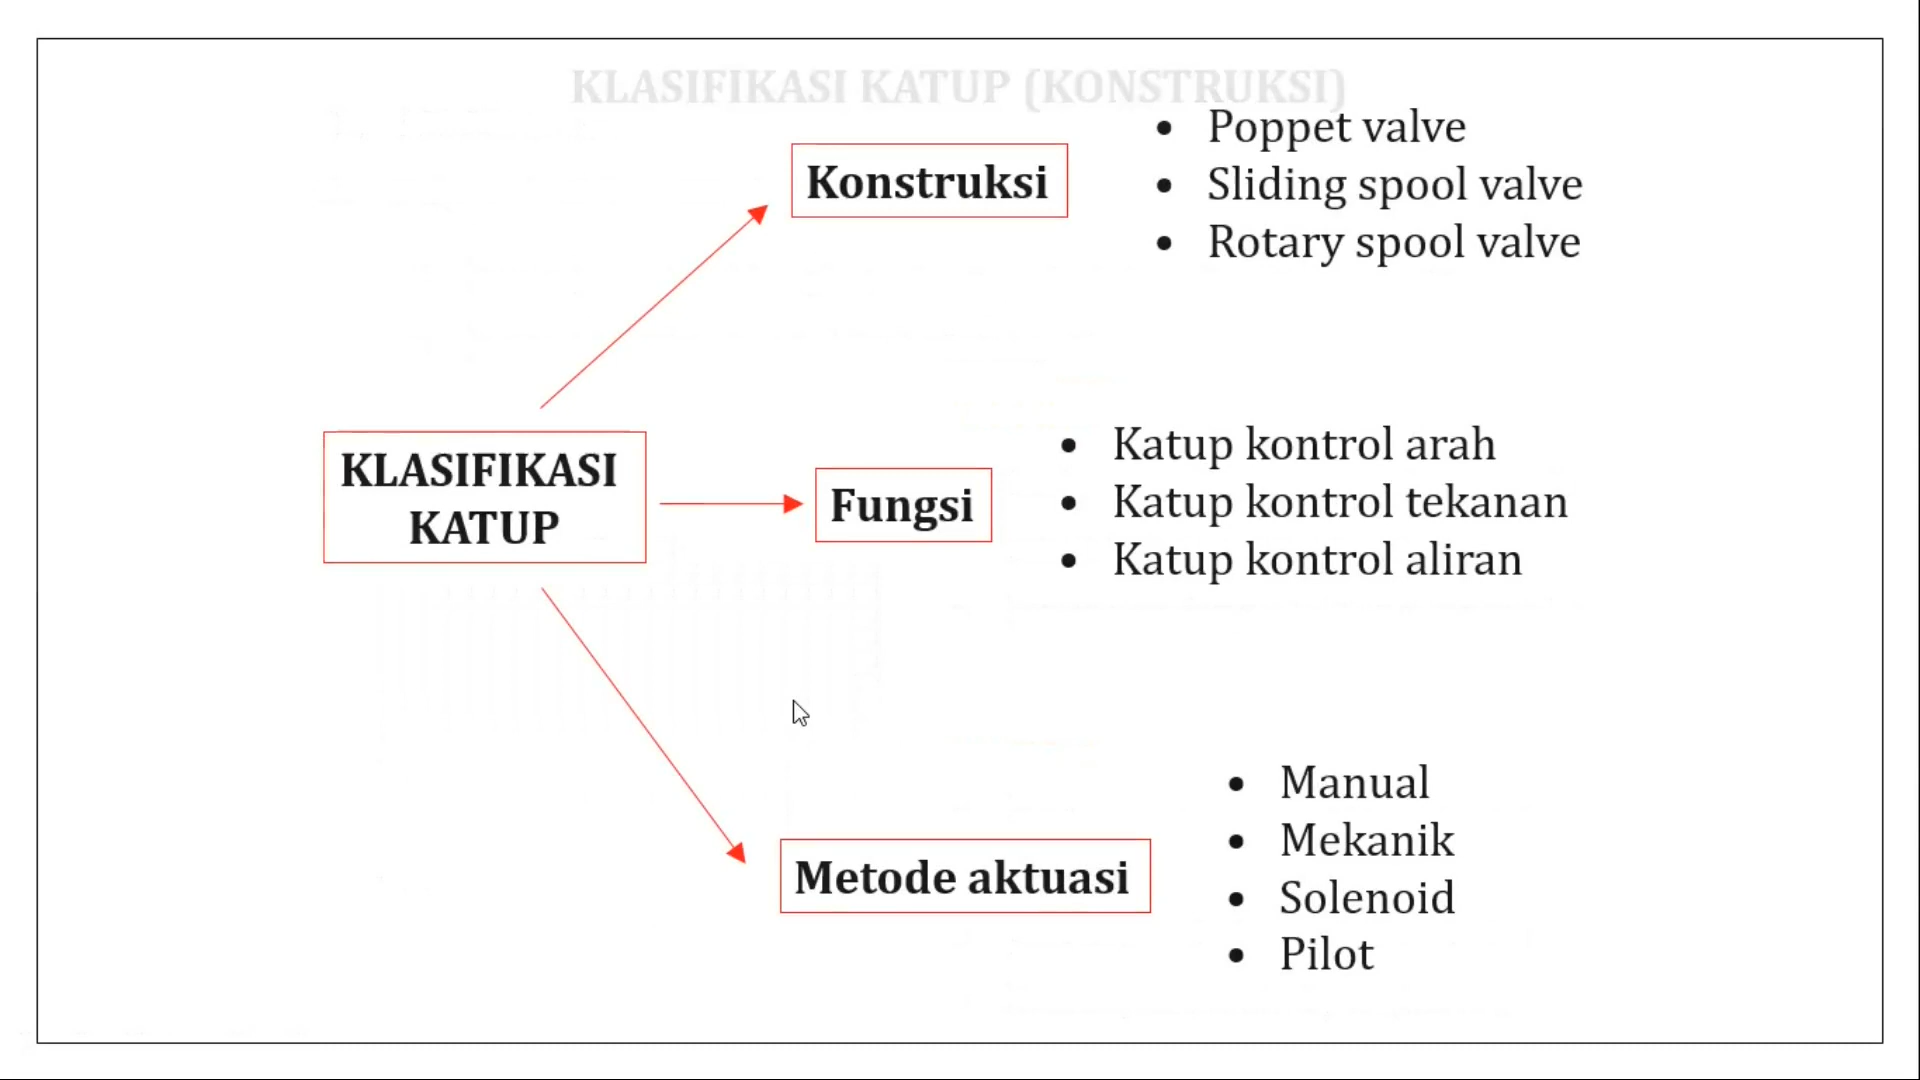 KLASIFIKASI KATUP (KONSTRUKSI)
Konstruksi
• Poppet valve
• Sliding spool valve
• Rotary spool valve
KLASIFIKASI
KATUP
Fungsi
• Katup kontrol arah
• Katup kontrol tekanan
• Katup kontrol aliran
Metode aktuasi
• Manual
• Mekanik
• Solenoid
• Pilot